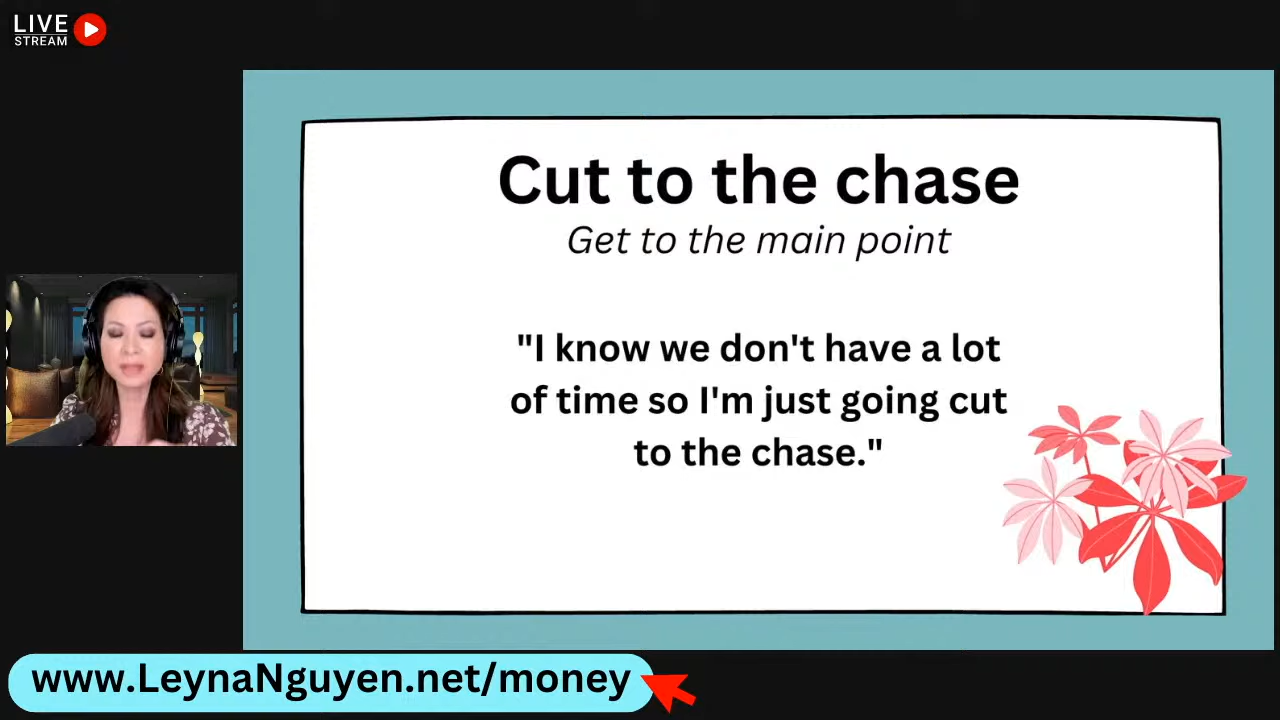 LIVE
STREAM
Cut to the chase
Get to the main point
"I know we don't have a lot
of time so I'm just going cut
to the chase."
www.LeynaNguyen.net/money